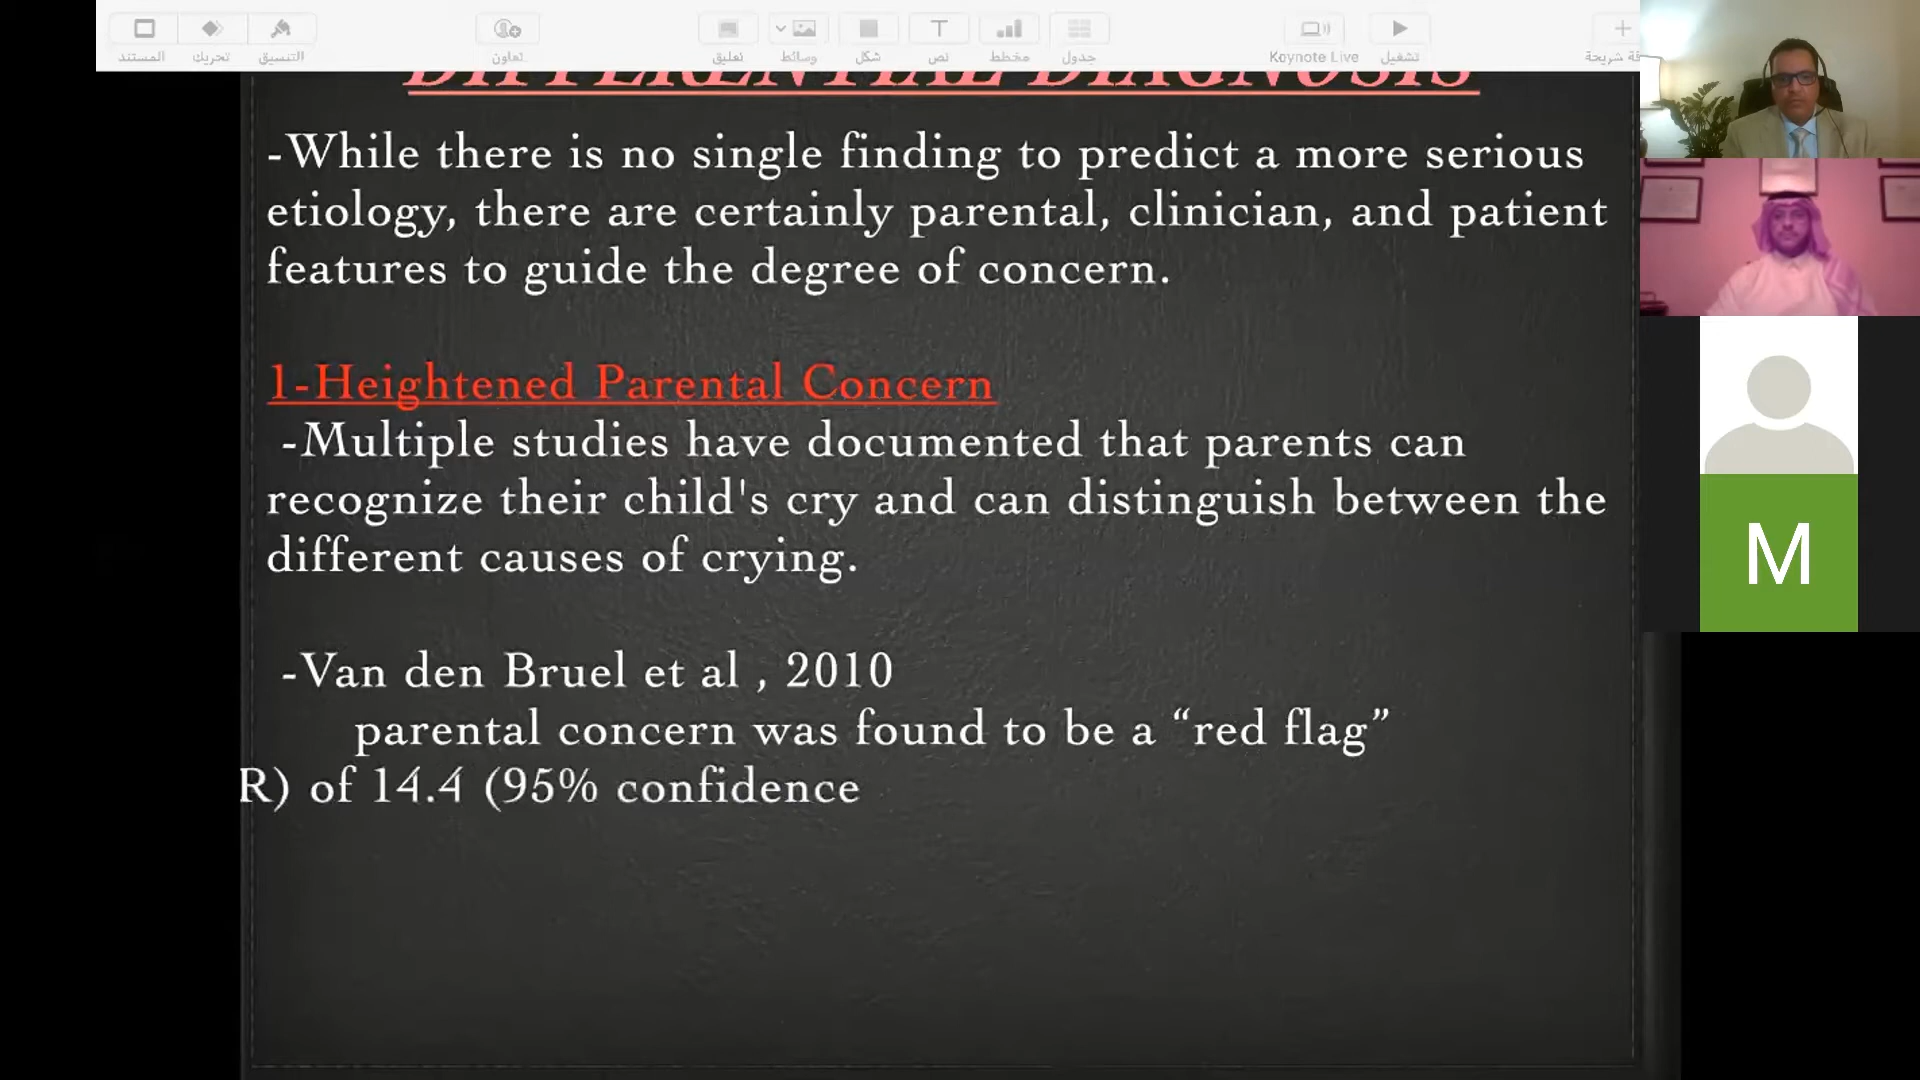 المستند
تحريك
التنسيق
تعاون
تعليق
وسائط
شكل
نص
مخطط
جدول
Keynote Live
تشغيل
شريحة
DIFFERENTIAL DIAGNOSIS
-While there is no single finding to predict a more serious
etiology, there are certainly parental, clinician, and patient
features to guide the degree of concern.
1-Heightened Parental Concern
-Multiple studies have documented that parents can
recognize their child's cry and can distinguish between the
different causes of crying.
-Van den Bruel et al , 2010
parental concern was found to be a “red flag”
R) of 14.4 (95% confidence
M